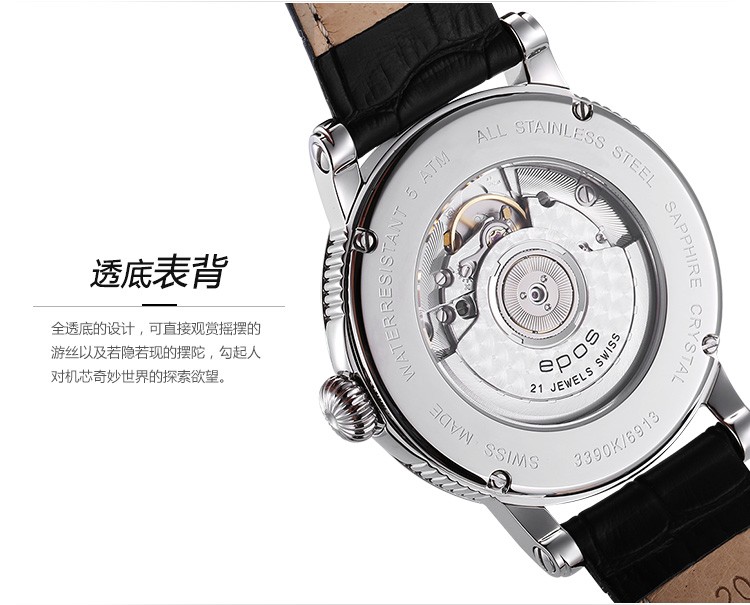 透底表背
全透底的设计，可直接观赏摇摆的
游丝以及若隐若现的摆陀，勾起人
对机芯奇妙世界的探索欲望。
WATERRESISTANT 5 ATM ALL STAINLESS STEEL SAPPHIRE CRYSTAL
epos
21 JEWELS SWISS
SWISS MADE 3390K/6913
20